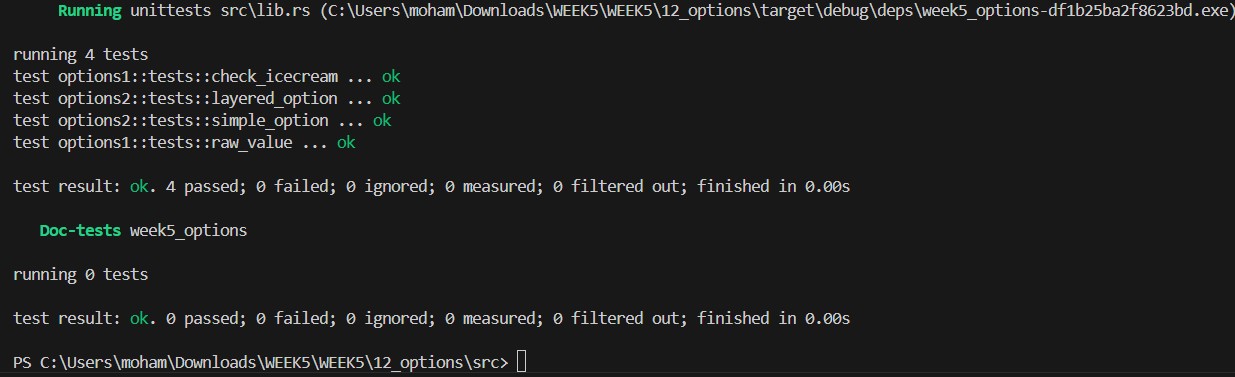 Running unittests src\lib.rs (C:\Users\moham\Downloads\WEEK5\WEEK5\12_options\target\debug\deps\week5_options-df1b25ba2f8623bd.exe)
running 4 tests
test options1::tests::check_icecream ... ok
test options2::tests::layered_option ... ok
test options2::tests::simple_option ... ok
test options1::tests::raw_value ... ok
test result: ok. 4 passed; 0 failed; 0 ignored; 0 measured; 0 filtered out; finished in 0.00s
Doc-tests week5_options
running 0 tests
test result: ok. 0 passed; 0 failed; 0 ignored; 0 measured; 0 filtered out; finished in 0.00s
PS C:\Users\moham\Downloads\WEEK5\WEEK5\12_options\src>